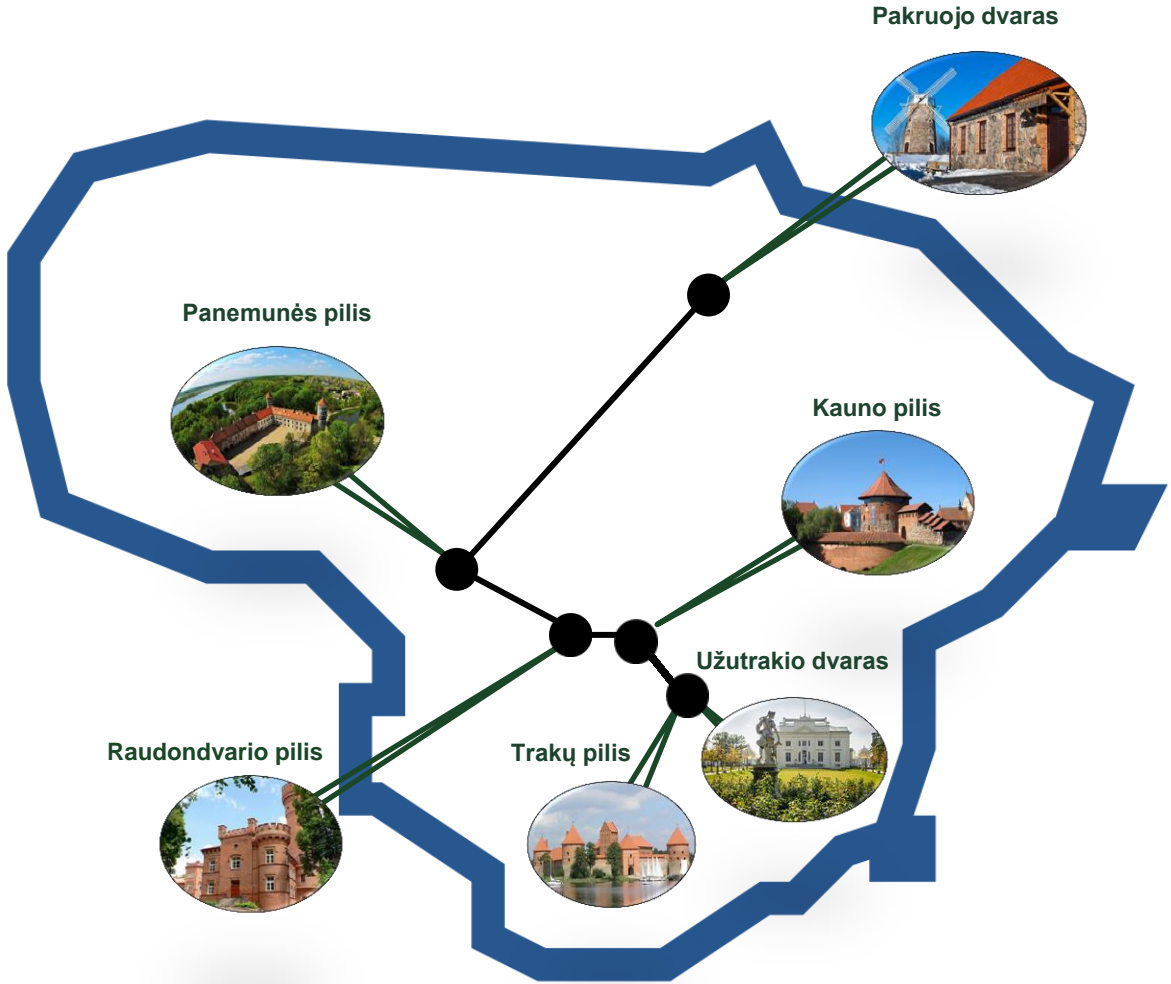 Pakruojo dvaras
Panemunės pilis
Kauno pilis
Užutrakio dvaras
Raudondvario pilis
Trakų pilis